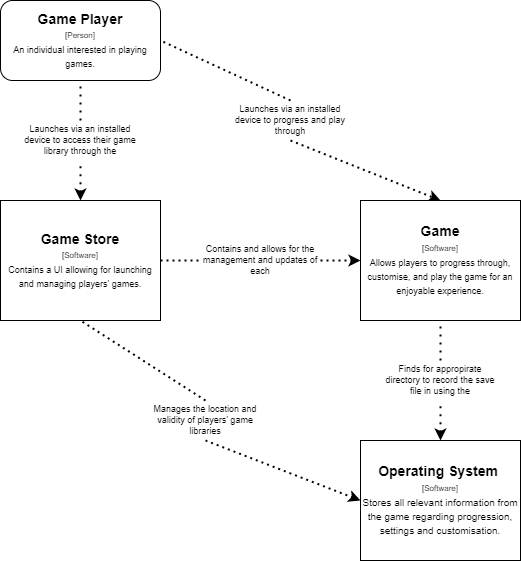 Game Player
[Person]
An individual interested in playing
games.
Launches via an installed
device to progress and play
through
Launches via an installed
device to access their game
library through the
Game Store
[Software]
Contains a UI allowing for launching
and managing players' games.
Contains and allows for the
management and updates of
each
Game
[Software]
Allows players to progress through,
customise, and play the game for an
enjoyable experience.
Finds for appropirate
directory to record the save
file in using the
Manages the location and
validity of players' game
libraries
Operating System
[Software]
Stores all relevant information from
the game regarding progression,
settings and customisation.